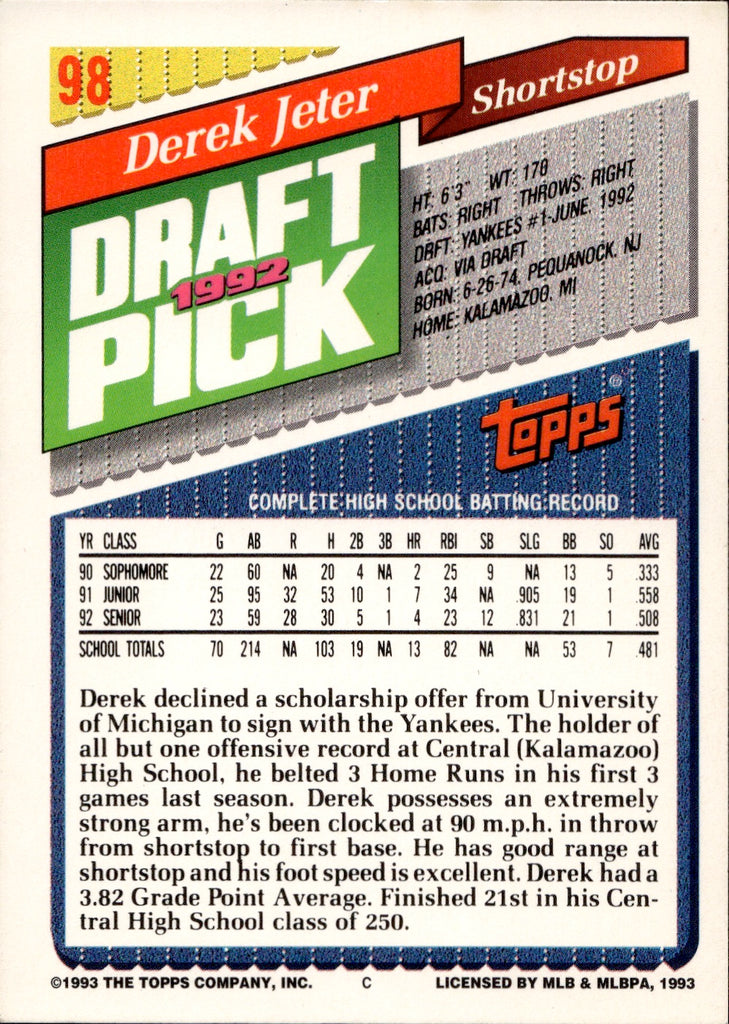 98
Derek Jeter
Shortstop
DRAFT
1992
PICK
HT: 6'3" WT: 170
BATS: RIGHT THROWS: RIGHT
DRFT: YANKEES #1-JUNE, 1992
ACQ: VIA DRAFT
BORN: 6-26-74, PEQUANOCK, NJ
HOME: KALAMAZOO, MI
TOPPS®
COMPLETE HIGH SCHOOL BATTING RECORD
YR CLASS G AB R H 2B 3B HR RBI SB SLG BB SO AVG
90 SOPHOMORE 22 60 NA 20 4 NA 2 25 9 NA 13 5 .333
91 JUNIOR 25 95 32 53 10 1 7 34 NA .905 19 1 .558
92 SENIOR 23 59 28 30 5 1 4 23 12 .831 21 1 .508
SCHOOL TOTALS 70 214 NA 103 19 NA 13 82 NA NA 53 7 .481
Derek declined a scholarship offer from University
of Michigan to sign with the Yankees. The holder of
all but one offensive record at Central (Kalamazoo)
High School, he belted 3 Home Runs in his first 3
games last season. Derek possesses an extremely
strong arm, he's been clocked at 90 m.p.h. in throw
from shortstop to first base. He has good range at
shortstop and his foot speed is excellent. Derek had a
3.82 Grade Point Average. Finished 21st in his Cen-
tral High School class of 250.
©1993 THE TOPPS COMPANY, INC. C LICENSED BY MLB & MLBPA, 1993